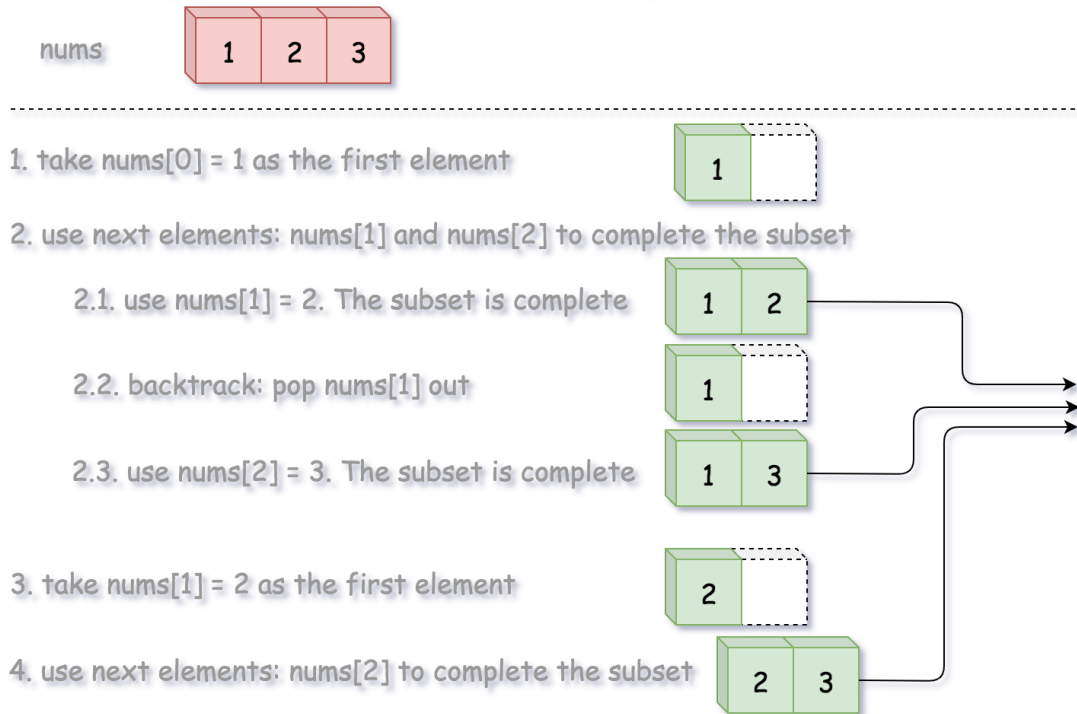 nums 1 2 3
1. take nums[0] = 1 as the first element 1
2. use next elements: nums[1] and nums[2] to complete the subset
2.1. use nums[1] = 2. The subset is complete 1 2
2.2. backtrack: pop nums[1] out 1
2.3. use nums[2] = 3. The subset is complete 1 3
3. take nums[1] = 2 as the first element 2
4. use next elements: nums[2] to complete the subset 2 3